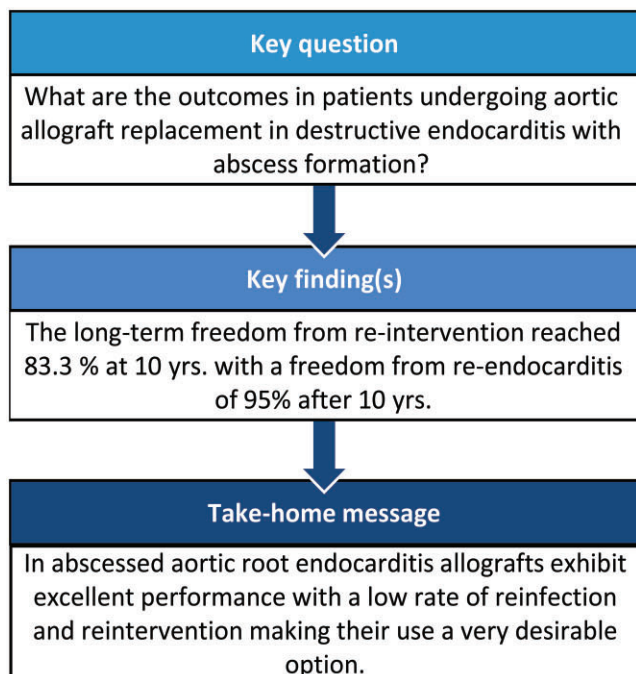 Key question
What are the outcomes in patients undergoing aortic
allograft replacement in destructive endocarditis with
abscess formation?
Key finding(s)
The long-term freedom from re-intervention reached
83.3 % at 10 yrs. with a freedom from re-endocarditis
of 95% after 10 yrs.
Take-home message
In abscessed aortic root endocarditis allografts exhibit
excellent performance with a low rate of reinfection
and reintervention making their use a very desirable
option.